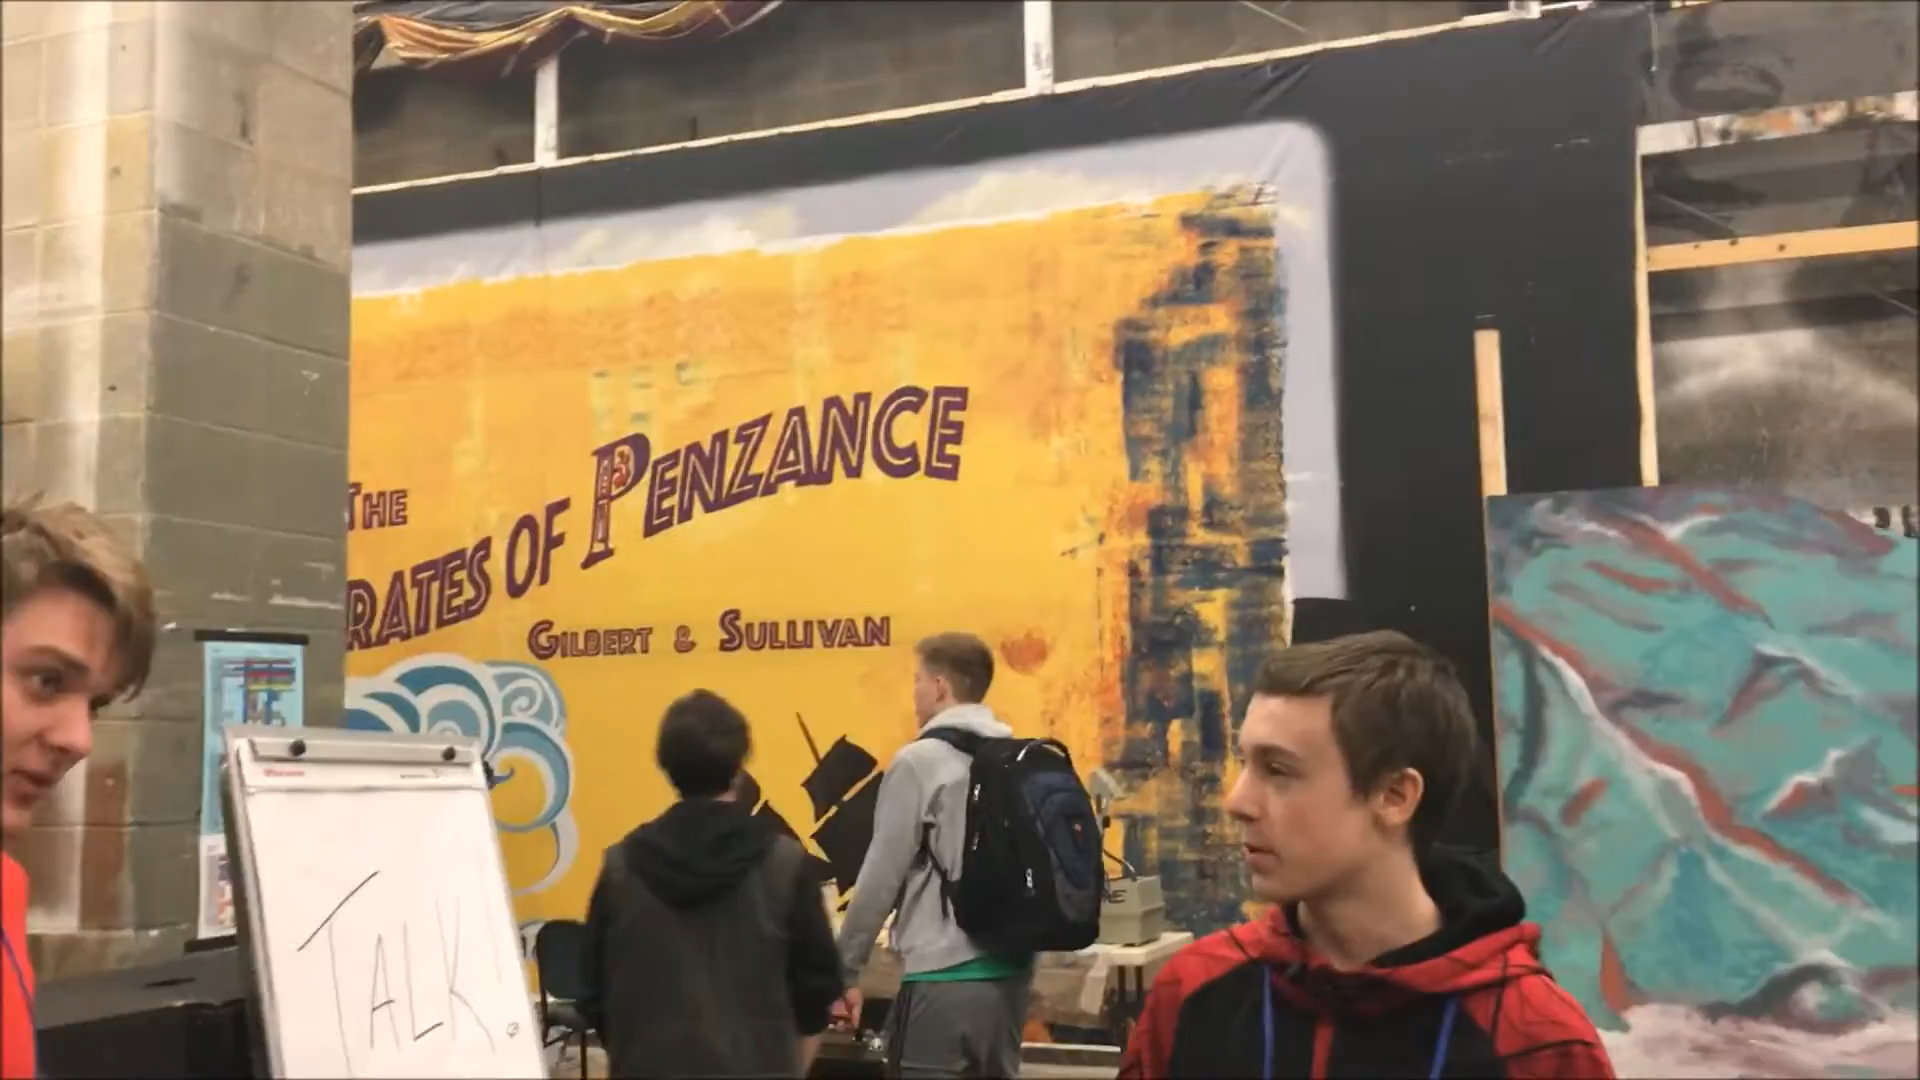 THE
RATES OF PENZANCE
GILBERT & SULLIVAN
TALK!